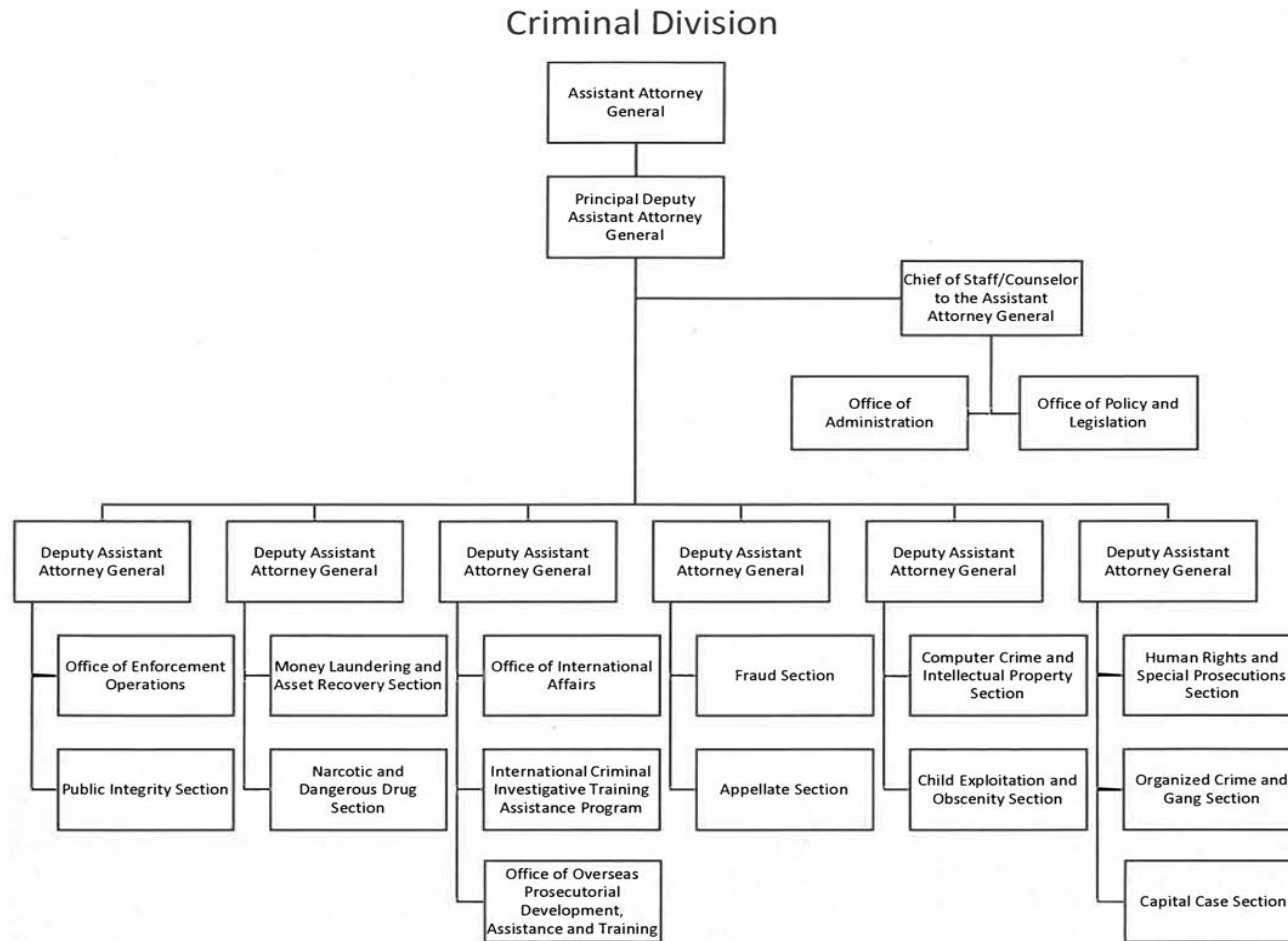 Criminal Division
Assistant Attorney
General
Principal Deputy
Assistant Attorney
General
Chief of Staff/Counselor
to the Assistant
Attorney General
Office of
Administration
Office of Policy and
Legislation
Deputy Assistant
Attorney General
Deputy Assistant
Attorney General
Deputy Assistant
Attorney General
Deputy Assistant
Attorney General
Deputy Assistant
Attorney General
Deputy Assistant
Attorney General
Office of Enforcement
Operations
Money Laundering and
Asset Recovery Section
Office of International
Affairs
Fraud Section
Computer Crime and
Intellectual Property
Section
Human Rights and
Special Prosecutions
Section
Public Integrity Section
Narcotic and
Dangerous Drug
Section
International Criminal
Investigative Training
Assistance Program
Appellate Section
Child Exploitation and
Obscenity Section
Organized Crime and
Gang Section
Office of Overseas
Prosecutorial
Development,
Assistance and Training
Capital Case Section